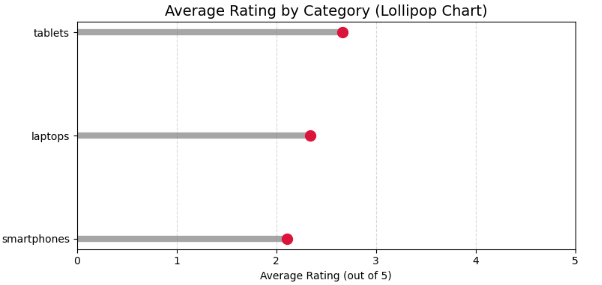 Average Rating by Category (Lollipop Chart)
tablets
laptops
smartphones
0 1 2 3 4 5
Average Rating (out of 5)